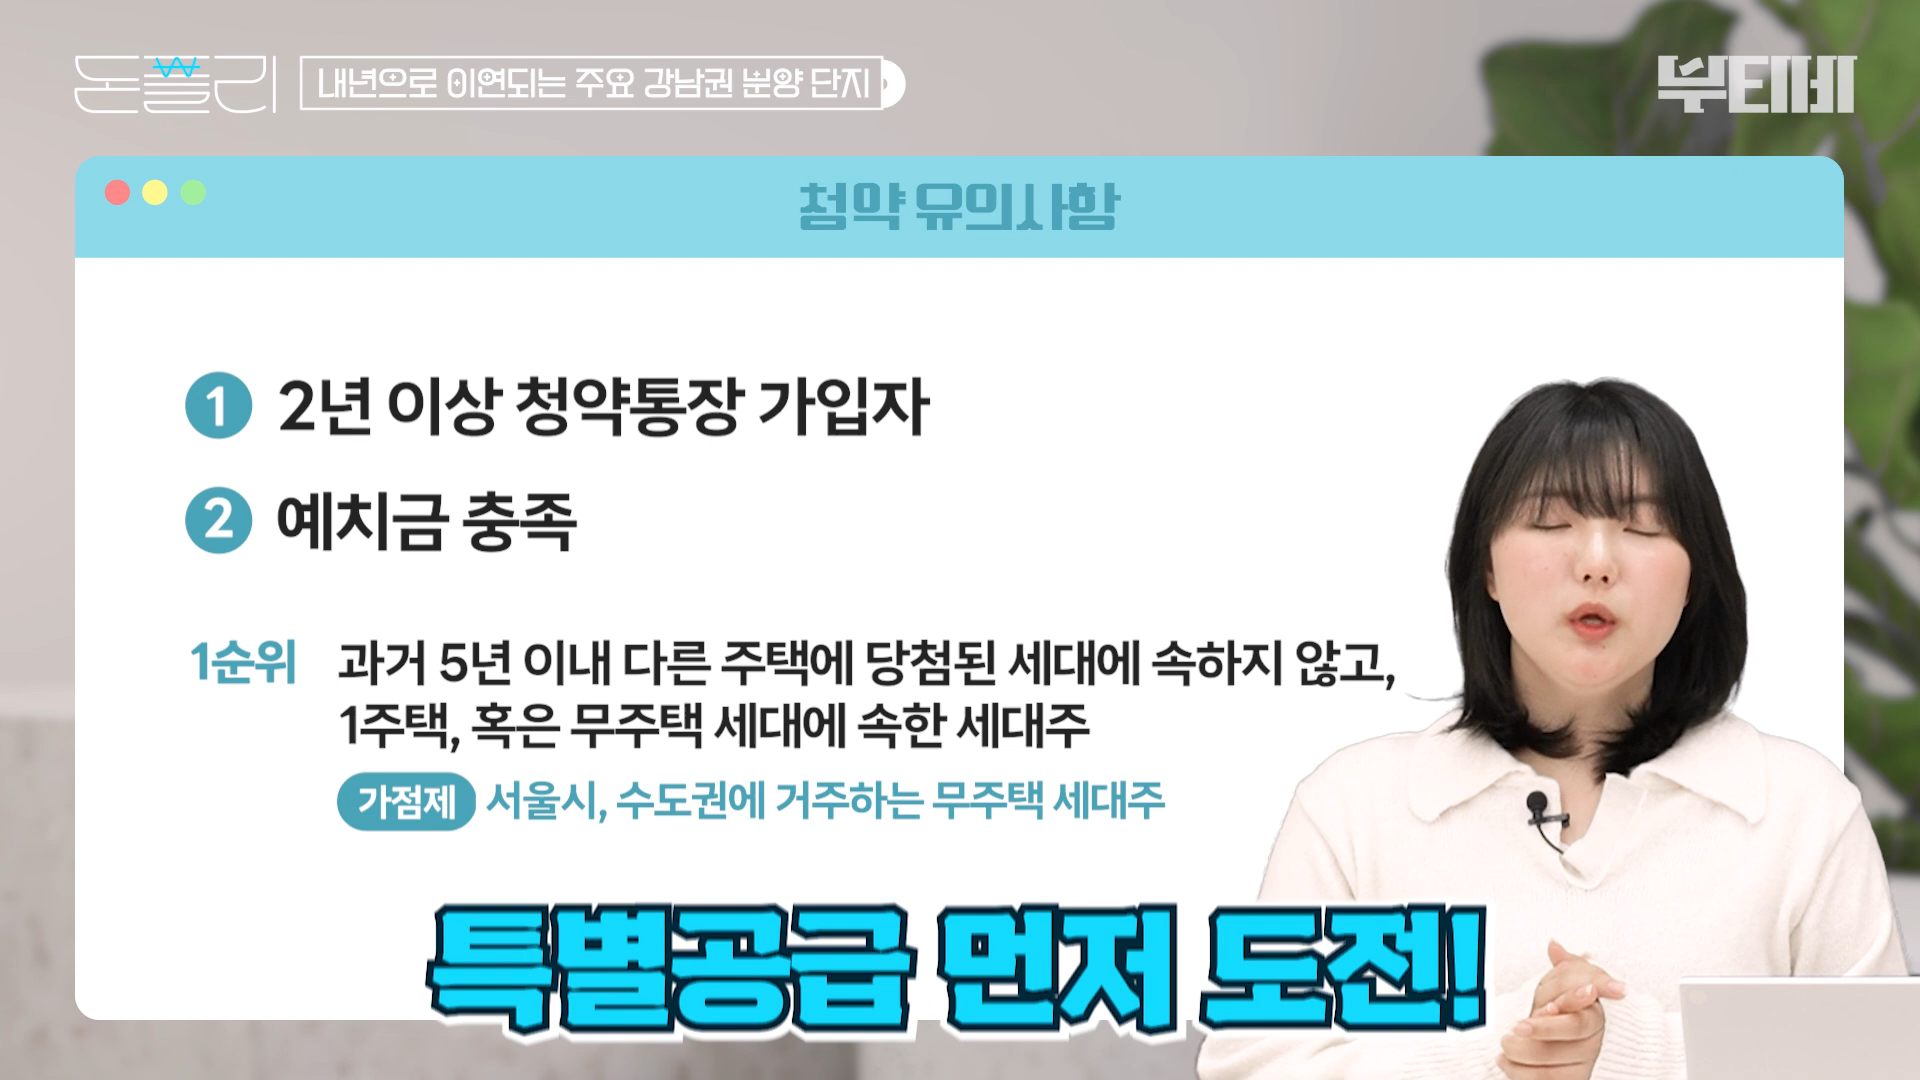 돈플리
내년으로 이연되는 주요 강남권 분양 단지
부티비
청약 유의사항
1 2년 이상 청약통장 가입자
2 예치금 충족
1순위 과거 5년 이내 다른 주택에 당첨된 세대에 속하지 않고,
1주택, 혹은 무주택 세대에 속한 세대주
가점제 서울시, 수도권에 거주하는 무주택 세대주
특별공급 먼저 도전!